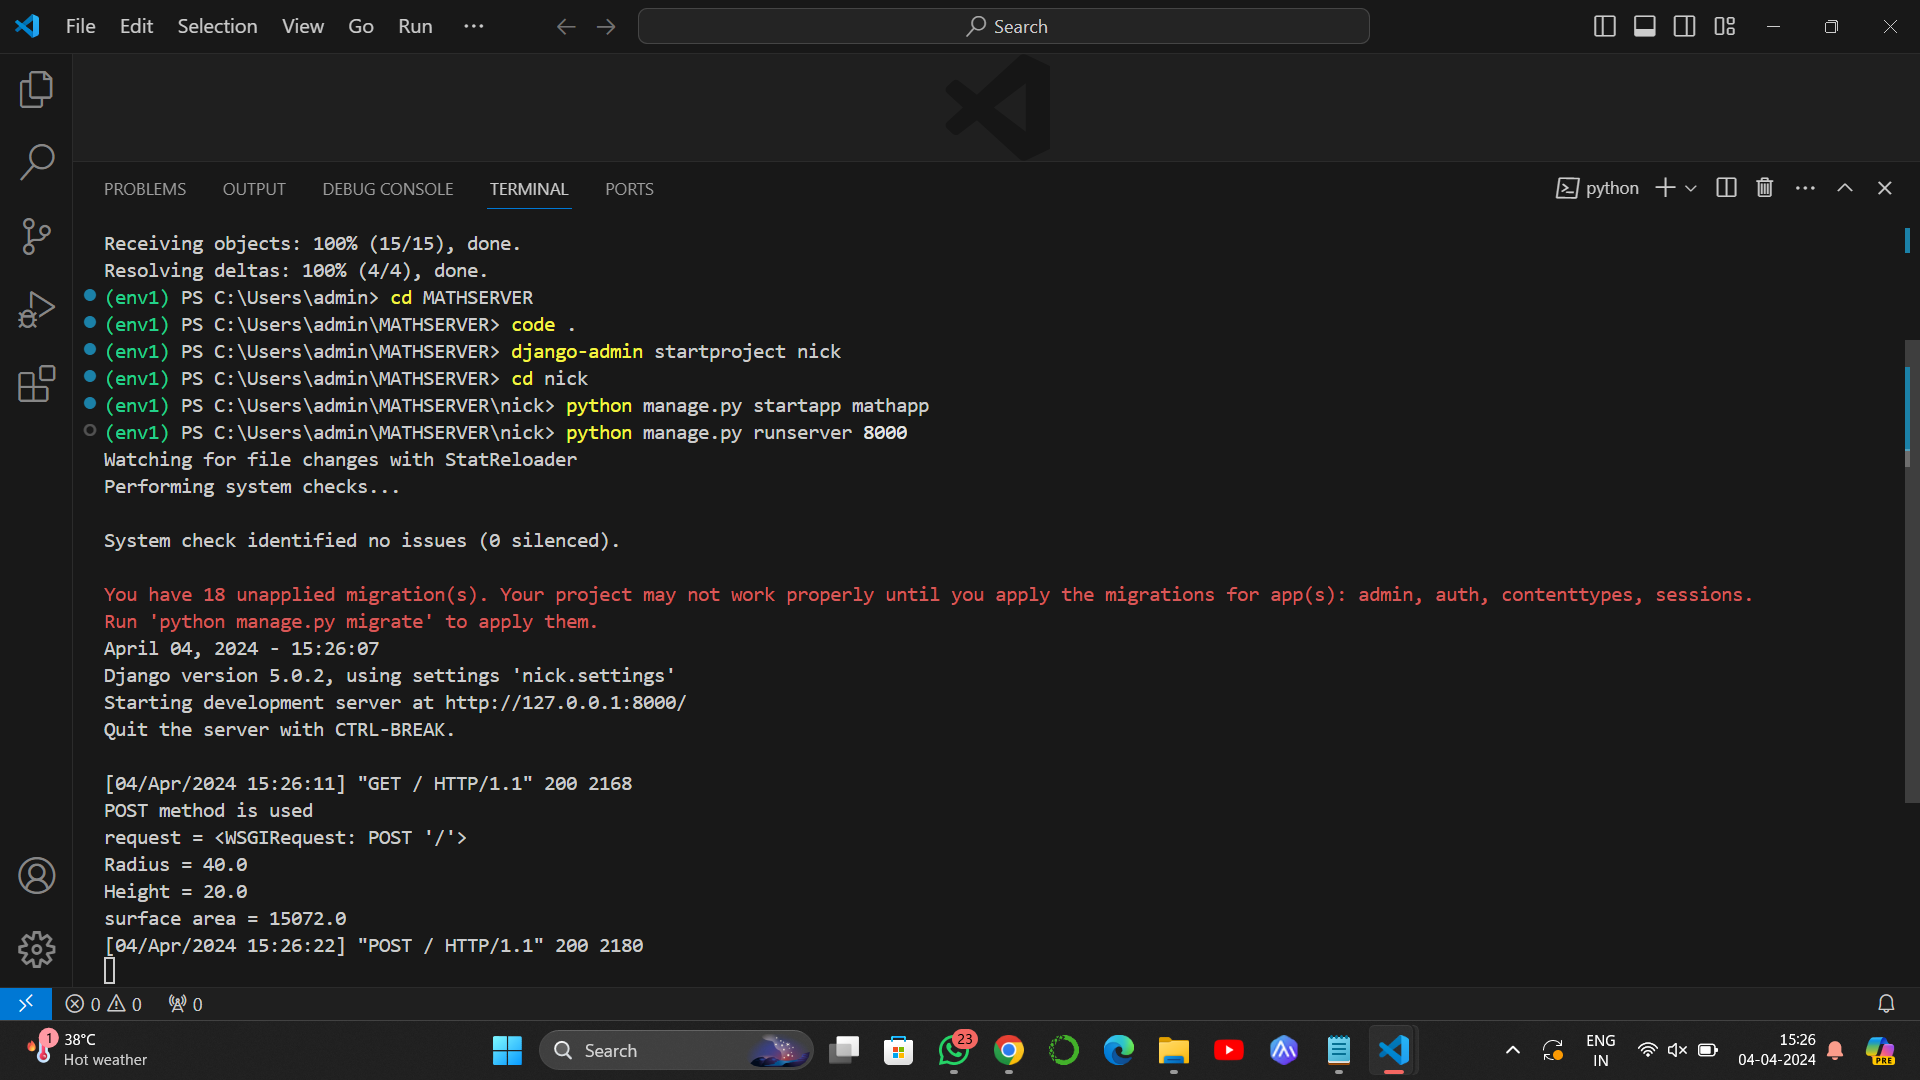 File Edit Selection View Go Run ···
Search
PROBLEMS OUTPUT DEBUG CONSOLE TERMINAL PORTS
python
Receiving objects: 100% (15/15), done.
Resolving deltas: 100% (4/4), done.
(env1) PS C:\Users\admin> cd MATHSERVER
(env1) PS C:\Users\admin\MATHSERVER> code .
(env1) PS C:\Users\admin\MATHSERVER> django-admin startproject nick
(env1) PS C:\Users\admin\MATHSERVER> cd nick
(env1) PS C:\Users\admin\MATHSERVER\nick> python manage.py startapp mathapp
(env1) PS C:\Users\admin\MATHSERVER\nick> python manage.py runserver 8000
Watching for file changes with StatReloader
Performing system checks...
System check identified no issues (0 silenced).
You have 18 unapplied migration(s). Your project may not work properly until you apply the migrations for app(s): admin, auth, contenttypes, sessions.
Run 'python manage.py migrate' to apply them.
April 04, 2024 - 15:26:07
Django version 5.0.2, using settings 'nick.settings'
Starting development server at http://127.0.0.1:8000/
Quit the server with CTRL-BREAK.
[04/Apr/2024 15:26:11] "GET / HTTP/1.1" 200 2168
POST method is used
request = <WSGIRequest: POST '/'>
Radius = 40.0
Height = 20.0
surface area = 15072.0
[04/Apr/2024 15:26:22] "POST / HTTP/1.1" 200 2180
0 0 0
1
38°C
Hot weather
Search
23
ENG
IN
15:26
04-04-2024
PRE